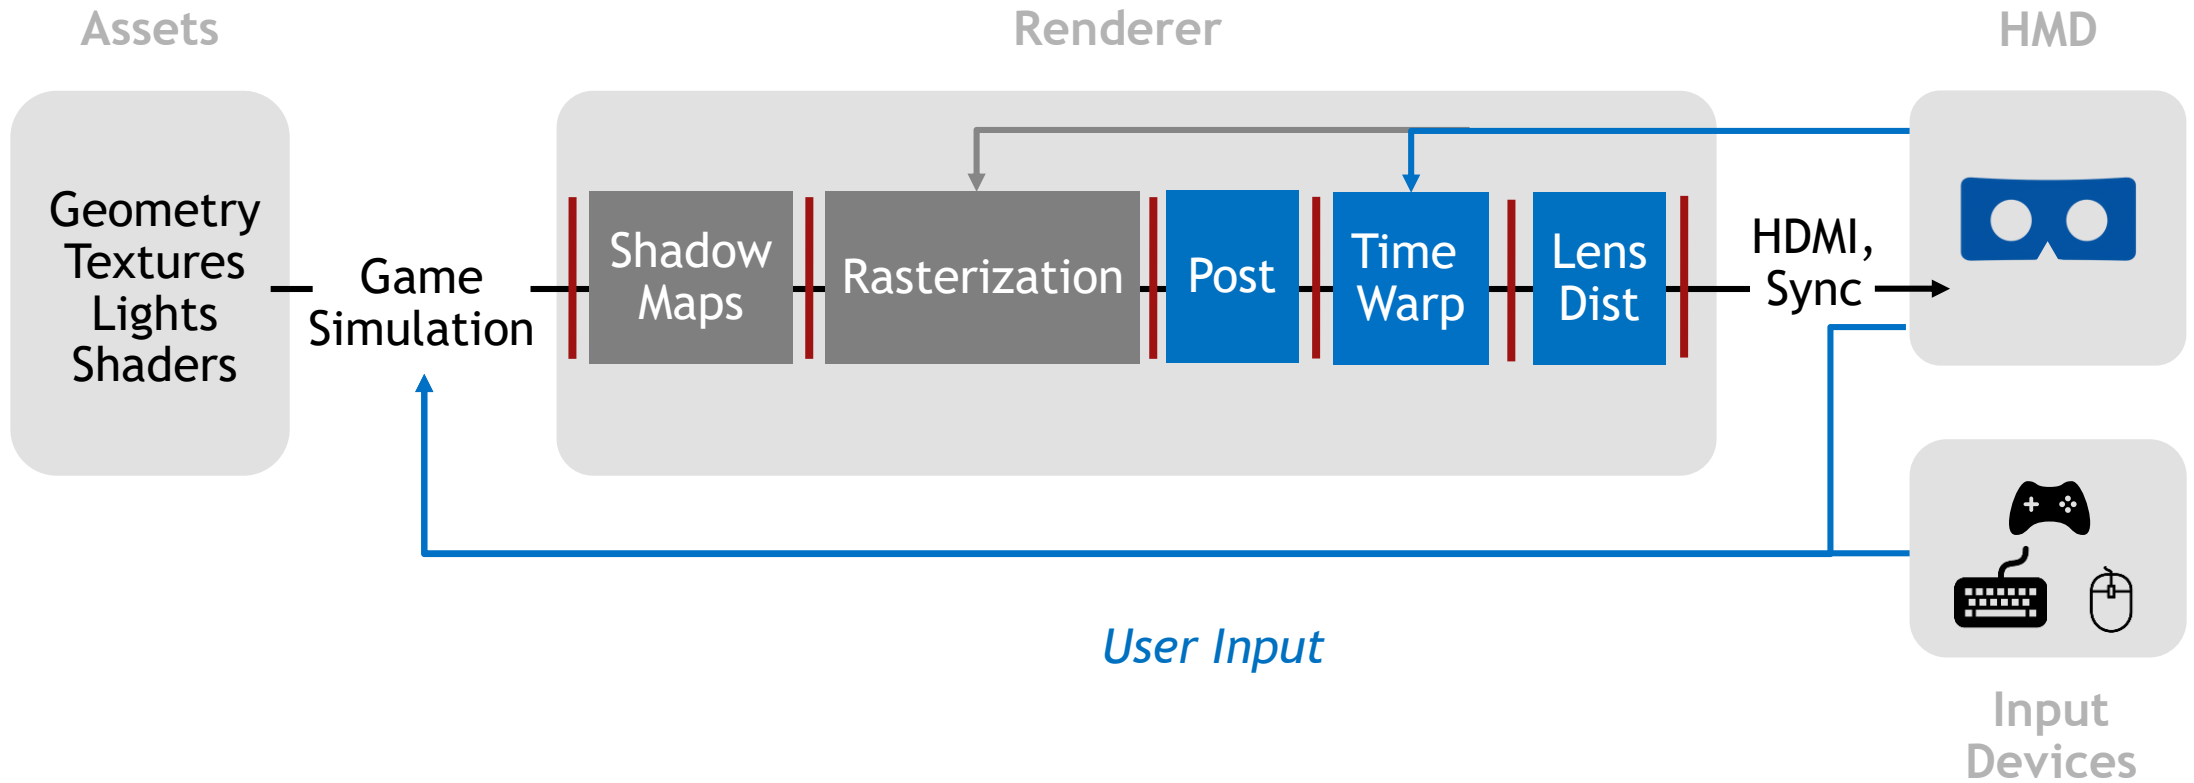 Assets
Renderer
HMD
Geometry
Textures
Lights
Shaders
Game
Simulation
Shadow
Maps
Rasterization
Post
Time
Warp
Lens
Dist
HDMI,
Sync
User Input
Input
Devices